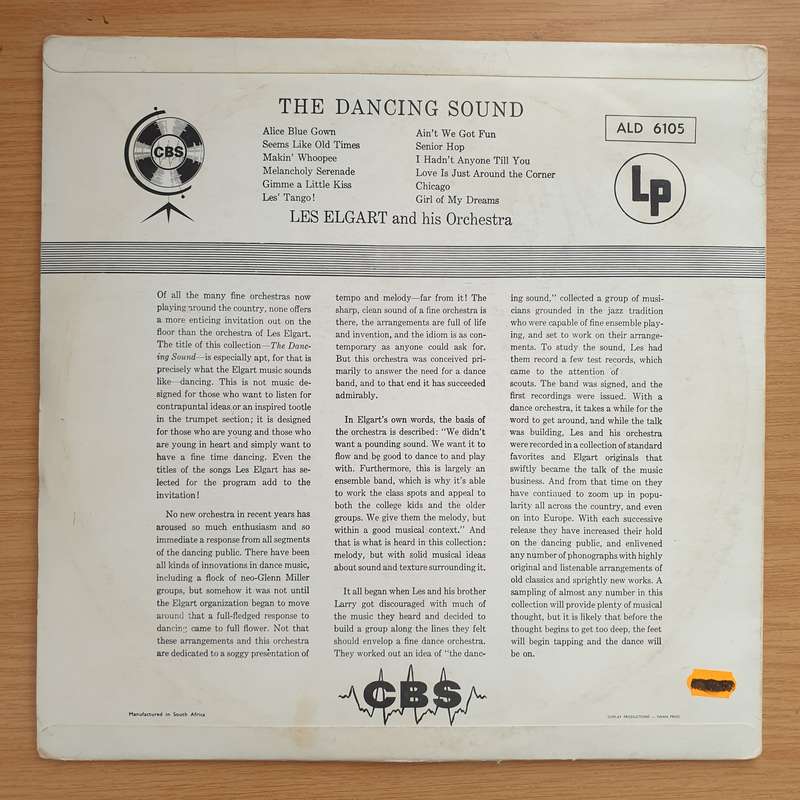 THE DANCING SOUND
Alice Blue Gown
Seems Like Old Times
Makin' Whoopee
Melancholy Serenade
Gimme a Little Kiss
Les' Tango!
Ain't We Got Fun
Senior Hop
I Hadn't Anyone Till You
Love Is Just Around the Corner
Chicago
Girl of My Dreams
LES ELGART and his Orchestra
CBS
ALD 6105
Lp
Of all the many fine orchestras now
playing around the country, none offers
a more enticing invitation out on the
floor than the orchestra of Les Elgart.
The title of this collection—The Danc-
ing Sound—is especially apt, for that is
precisely what the Elgart music sounds
like—dancing. This is not music de-
signed for those who want to listen for
contrapuntal ideas or an inspired tootle
in the trumpet section; it is designed
for those who are young and those who
are young in heart and simply want to
have a fine time dancing. Even the
titles of the songs Les Elgart has se-
lected for the program add to the
invitation!
No new orchestra in recent years has
aroused so much enthusiasm and so
immediate a response from all segments
of the dancing public. There have been
all kinds of innovations in dance music,
including a flock of neo-Glenn Miller
groups, but somehow it was not until
the Elgart organization began to move
around that a full-fledged response to
dancing came to full flower. Not that
these arrangements and this orchestra
are dedicated to a soggy presentation of
tempo and melody—far from it! The
sharp, clean sound of a fine orchestra is
there, the arrangements are full of life
and invention, and the idiom is as con-
temporary as anyone could ask for.
But this orchestra was conceived pri-
marily to answer the need for a dance
band, and to that end it has succeeded
admirably.
In Elgart's own words, the basis of
the orchestra is described: "We didn't
want a pounding sound. We want it to
flow and be good to dance to and play
with. Furthermore, this is largely an
ensemble band, which is why it's able
to work the class spots and appeal to
both the college kids and the older
groups. We give them the melody, but
within a good musical context." And
that is what is heard in this collection:
melody, but with solid musical ideas
about sound and texture surrounding it.
It all began when Les and his brother
Larry got discouraged with much of
the music they heard and decided to
build a group along the lines they felt
should envelop a fine dance orchestra.
They worked out an idea of "the danc-
ing sound," collected a group of musi-
cians grounded in the jazz tradition
who were capable of fine ensemble play-
ing, and set to work on their arrange-
ments. To study the sound, Les had
them record a few test records, which
came to the attention of
scouts. The band was signed, and the
first recordings were issued. With a
dance orchestra, it takes a while for the
word to get around, and while the talk
was building, Les and his orchestra
were recorded in a collection of standard
favorites and Elgart originals that
swiftly became the talk of the music
business. And from that time on they
have continued to zoom up in popu-
larity all across the country, and even
on into Europe. With each successive
release they have increased their hold
on the dancing public, and enlivened
any number of phonographs with highly
original and listenable arrangements of
old classics and sprightly new works. A
sampling of almost any number in this
collection will provide plenty of musical
thought, but it is likely that before the
thought begins to get too deep, the feet
will begin tapping and the dance will
be on.
CBS
Manufactured in South Africa